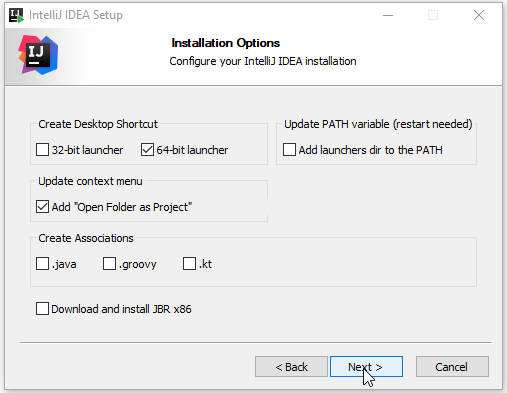 IntelliJ IDEA Setup
IJ
Installation Options
Configure your IntelliJ IDEA installation
Create Desktop Shortcut
32-bit launcher
64-bit launcher
Update PATH variable (restart needed)
Add launchers dir to the PATH
Update context menu
Add "Open Folder as Project"
Create Associations
.java
.groovy
.kt
Download and install JBR x86
< Back
Next >
Cancel